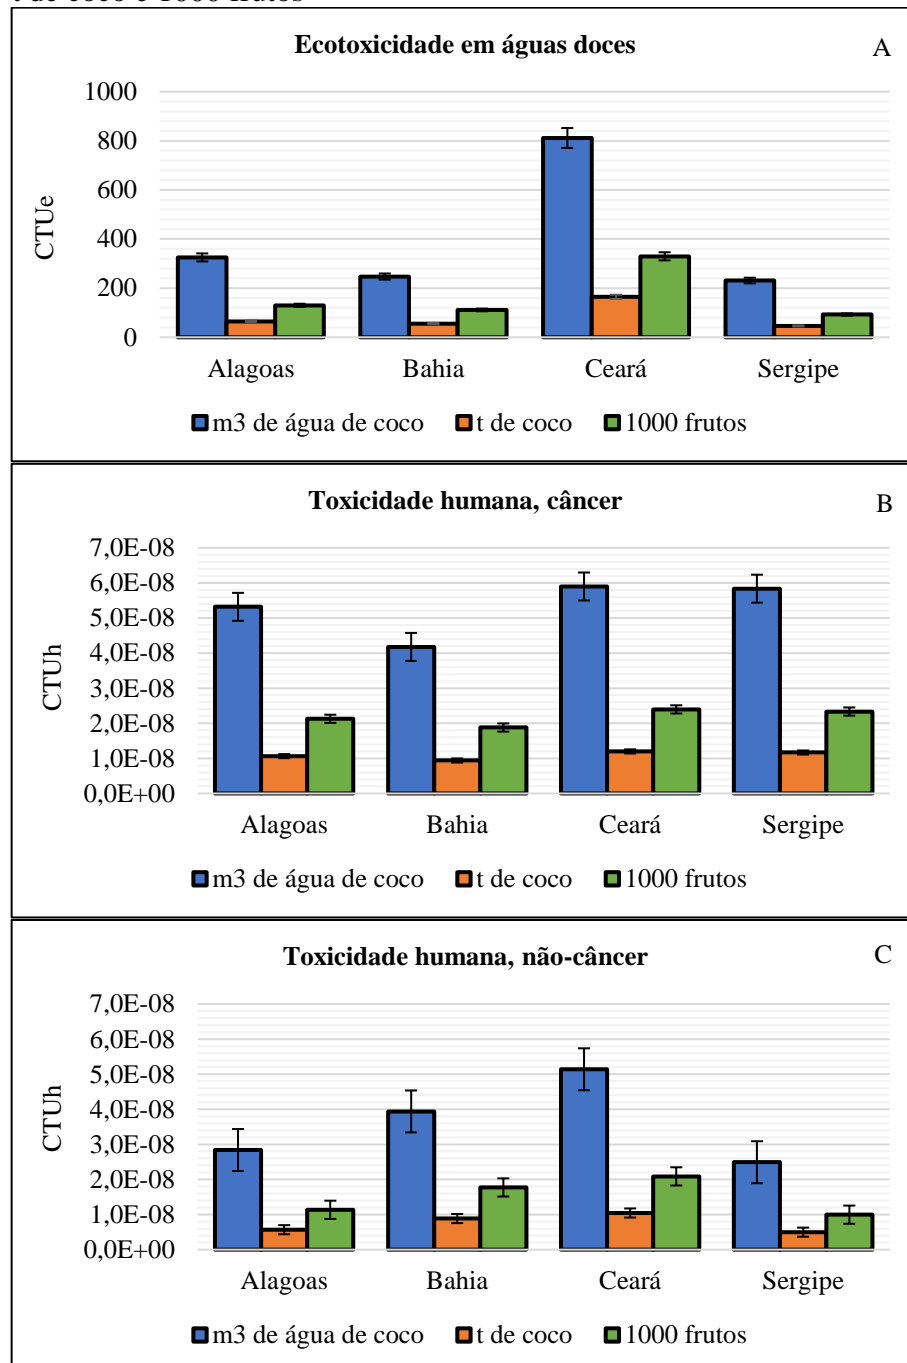 t de coco e 1000 frutos
Ecotoxicidade em águas doces
A
1000
800
600
400
200
0
CTUe
Alagoas Bahia Ceará Sergipe
m3 de água de coco t de coco 1000 frutos
Toxicidade humana, câncer
B
7,0E-08
6,0E-08
5,0E-08
4,0E-08
3,0E-08
2,0E-08
1,0E-08
0,0E+00
CTUh
Alagoas Bahia Ceará Sergipe
m3 de água de coco t de coco 1000 frutos
Toxicidade humana, não-câncer
C
7,0E-08
6,0E-08
5,0E-08
4,0E-08
3,0E-08
2,0E-08
1,0E-08
0,0E+00
CTUh
Alagoas Bahia Ceará Sergipe
m3 de água de coco t de coco 1000 frutos